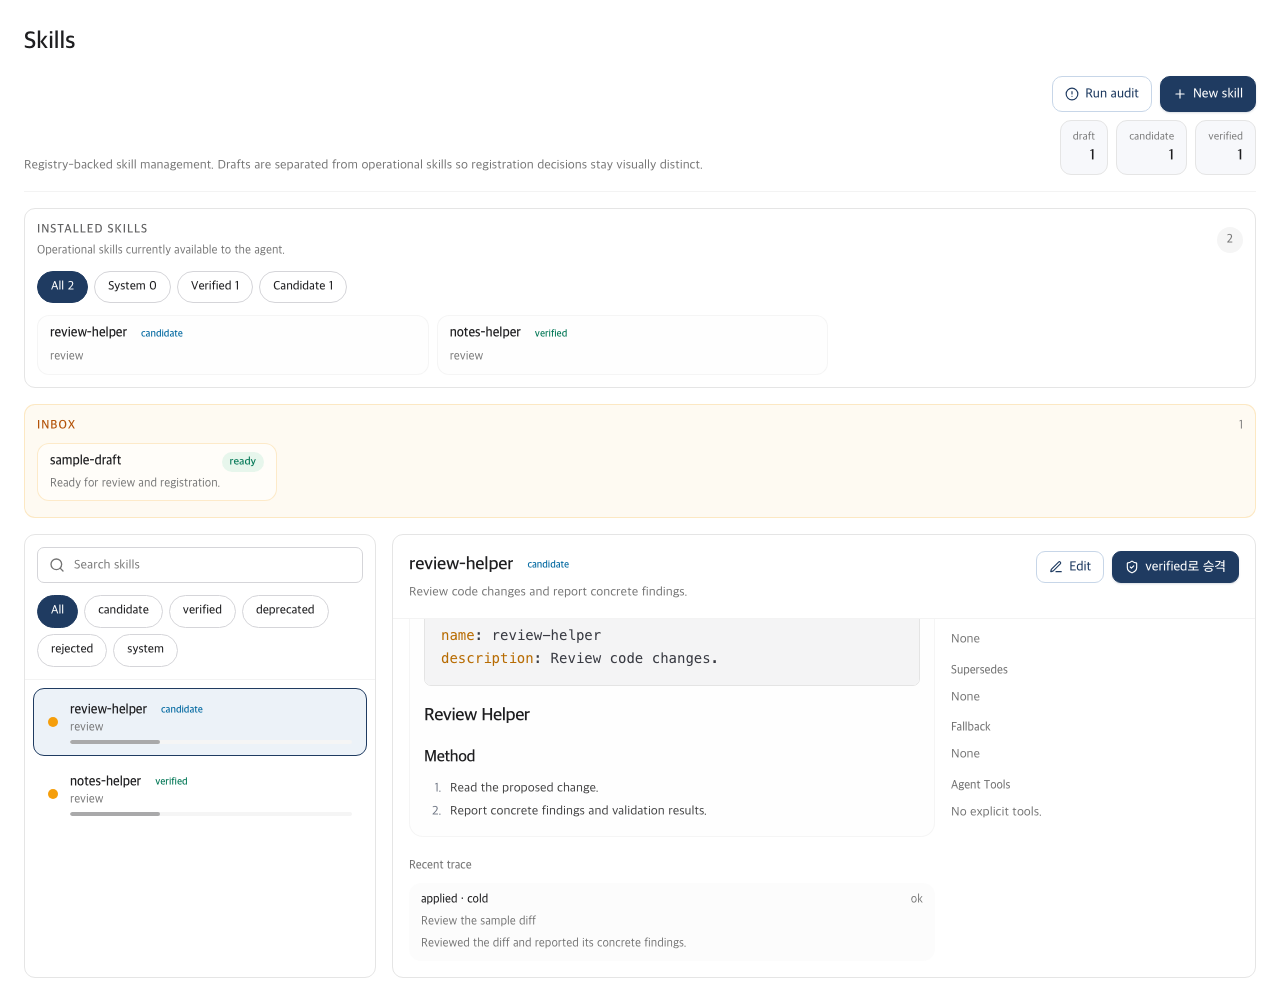 Skills
Run audit
New skill
draft
1
candidate
1
verified
1
Registry-backed skill management. Drafts are separated from operational skills so registration decisions stay visually distinct.
INSTALLED SKILLS
Operational skills currently available to the agent.
2
All 2
System 0
Verified 1
Candidate 1
review-helper candidate
review
notes-helper verified
review
INBOX
1
sample-draft
ready
Ready for review and registration.
Search skills
All
candidate
verified
deprecated
rejected
system
review-helper candidate
review
notes-helper verified
review
review-helper candidate
Review code changes and report concrete findings.
Edit
verified로 승격
name: review-helper
description: Review code changes.
Review Helper
Method
1. Read the proposed change.
2. Report concrete findings and validation results.
Recent trace
applied · cold
ok
Review the sample diff
Reviewed the diff and reported its concrete findings.
None
Supersedes
None
Fallback
None
Agent Tools
No explicit tools.